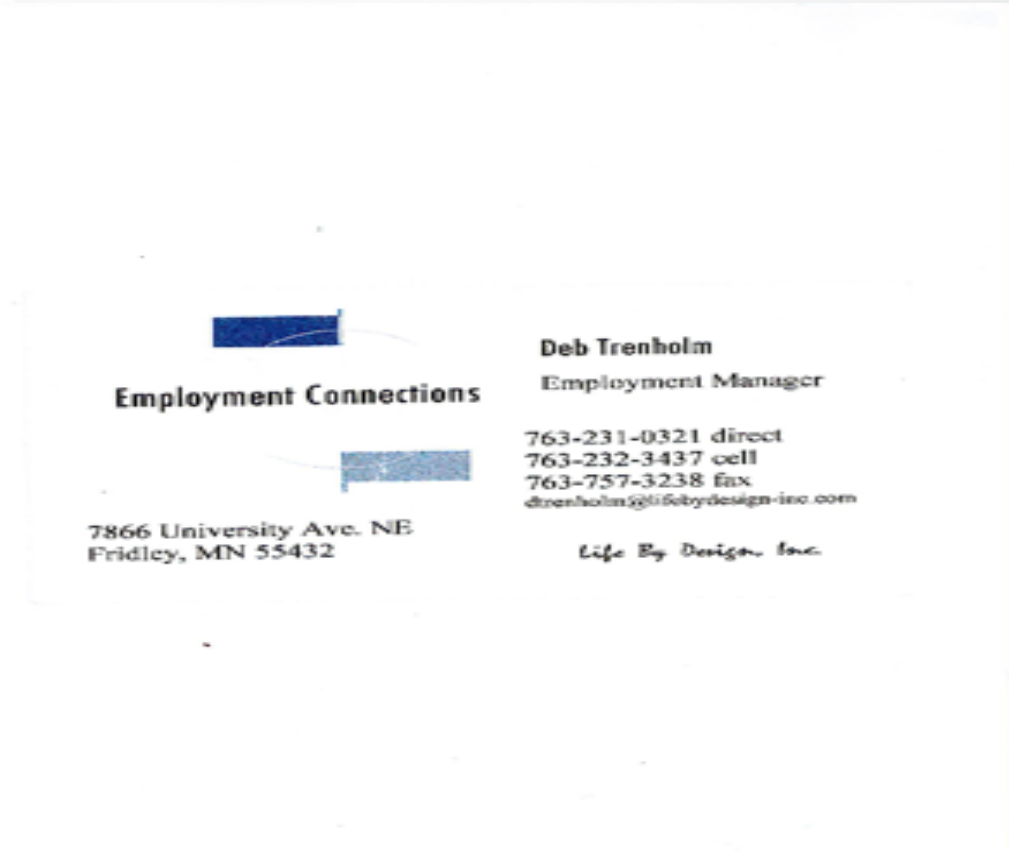 Employment Connections
7866 University Ave. NE
Fridley, MN 55432
Deb Trenholm
Employment Manager
763-231-0321 direct
763-232-3437 cell
763-757-3238 fax
dtrenholm@lifebydesign-inc.com
Life By Design, Inc.